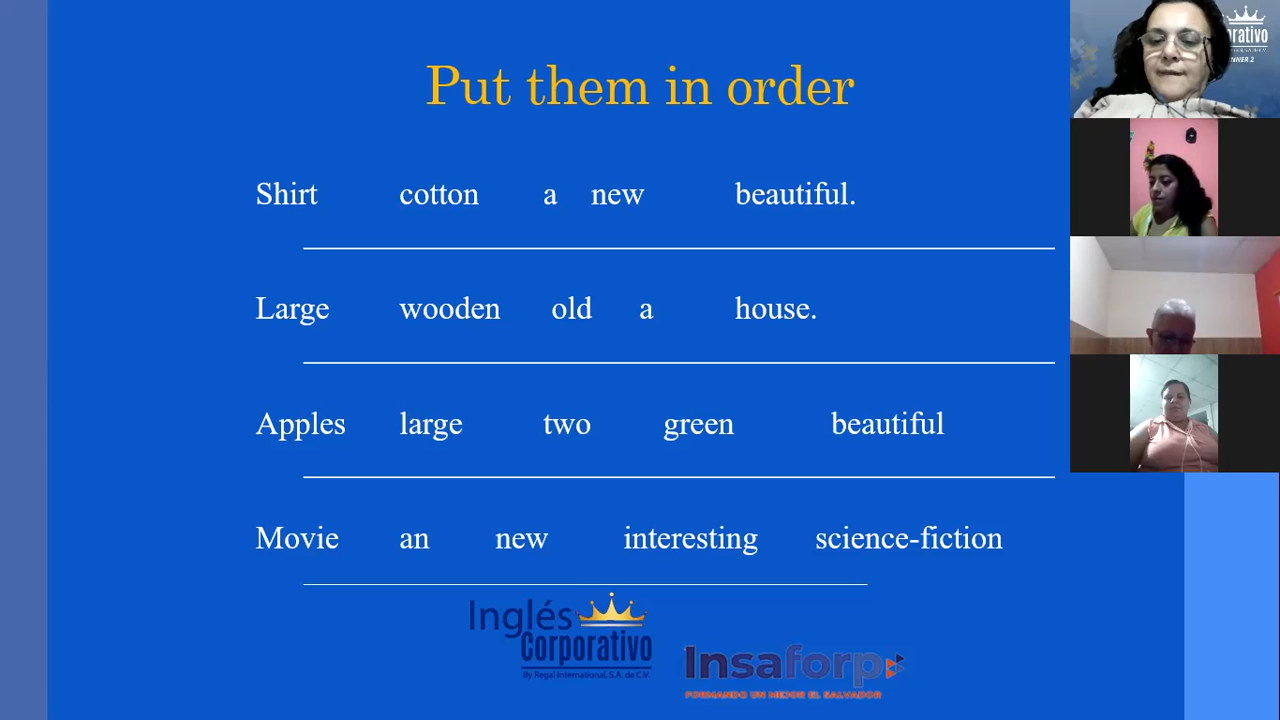 Put them in order
Shirt cotton a new beautiful.
Large wooden old a house.
Apples large two green beautiful
Movie an new interesting science-fiction
Inglés
Corporativo
By Regal International, S.A. de C.V.
Insaforp
FORMANDO UN MEJOR EL SALVADOR